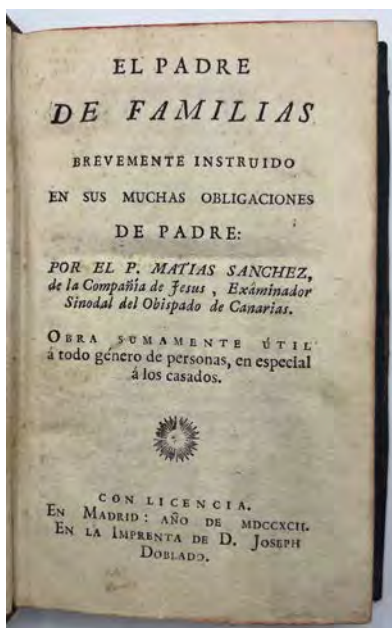 EL PADRE
DE FAMILIAS
BREVEMENTE INSTRUIDO
EN SUS MUCHAS OBLIGACIONES
DE PADRE:
POR EL P. MATIAS SANCHEZ,
de la Compañía de Jesus , Exâminador
Sinodal del Obispado de Canarias.
OBRA SUMAMENTE ÚTIL
á todo género de personas, en especial
á los casados.
CON LICENCIA.
EN MADRID : AÑO DE MDCCXCII.
EN LA IMPRENTA DE D. JOSEPH
DOBLADO.